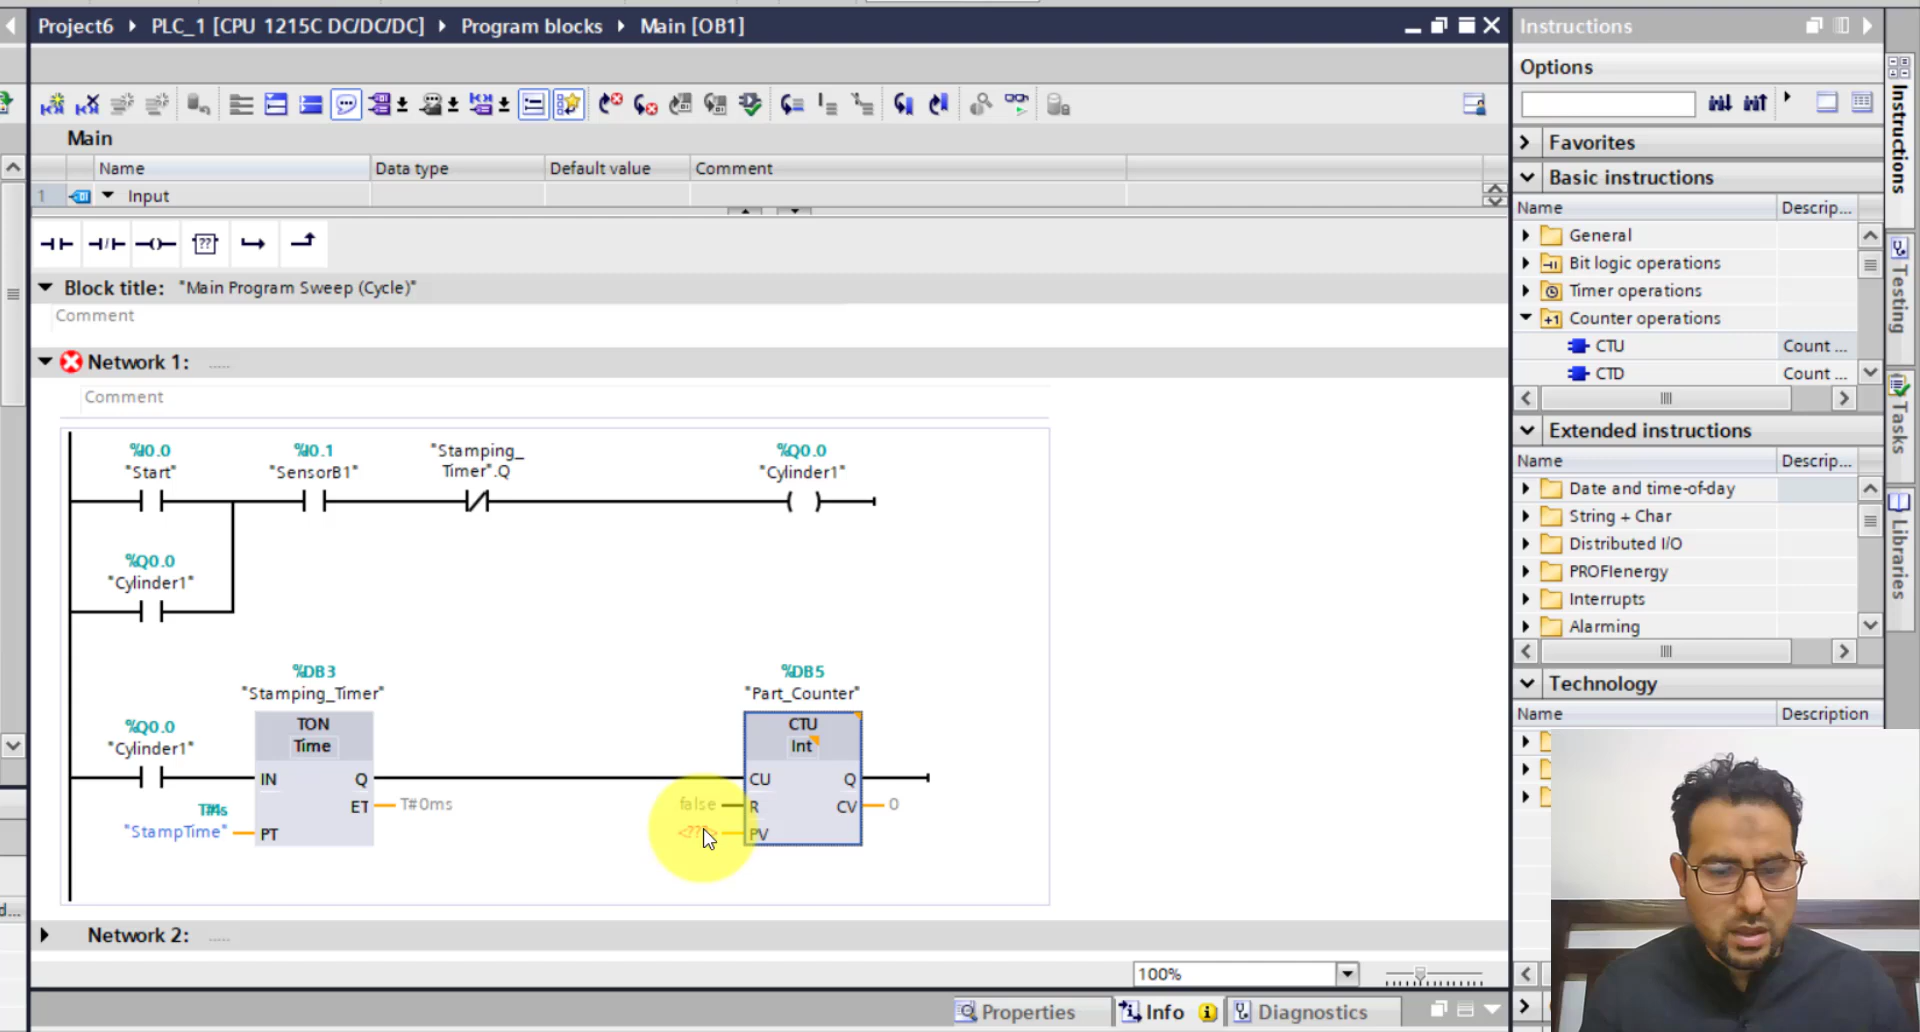 Project6 PLC_1 [CPU 1215C DC/DC/DC] Program blocks Main [OB1]
Instructions
Options
Main
Name Data type Default value Comment
1 Input
Favorites
Basic instructions
Name Descrip...
General
Bit logic operations
Timer operations
Counter operations
CTU Count ...
CTD Count ...
Extended instructions
Name Descrip...
Date and time-of-day
String + Char
Distributed I/O
PROFIenergy
Interrupts
Alarming
Technology
Name Description
Instructions
Testing
Tasks
Libraries
??
Block title: "Main Program Sweep (Cycle)"
Comment
Network 1: .....
Comment
%I0.0
"Start"
%I0.1
"SensorB1"
"Stamping_
Timer".Q
%Q0.0
"Cylinder1"
%Q0.0
"Cylinder1"
%DB3
"Stamping_Timer"
%DB5
"Part_Counter"
%Q0.0
"Cylinder1"
TON
Time
IN Q
ET T#0ms
T#4s
"StampTime" PT
CTU
Int
CU Q
false R CV 0
<???> PV
Network 2: .....
100%
Properties Info Diagnostics
d...